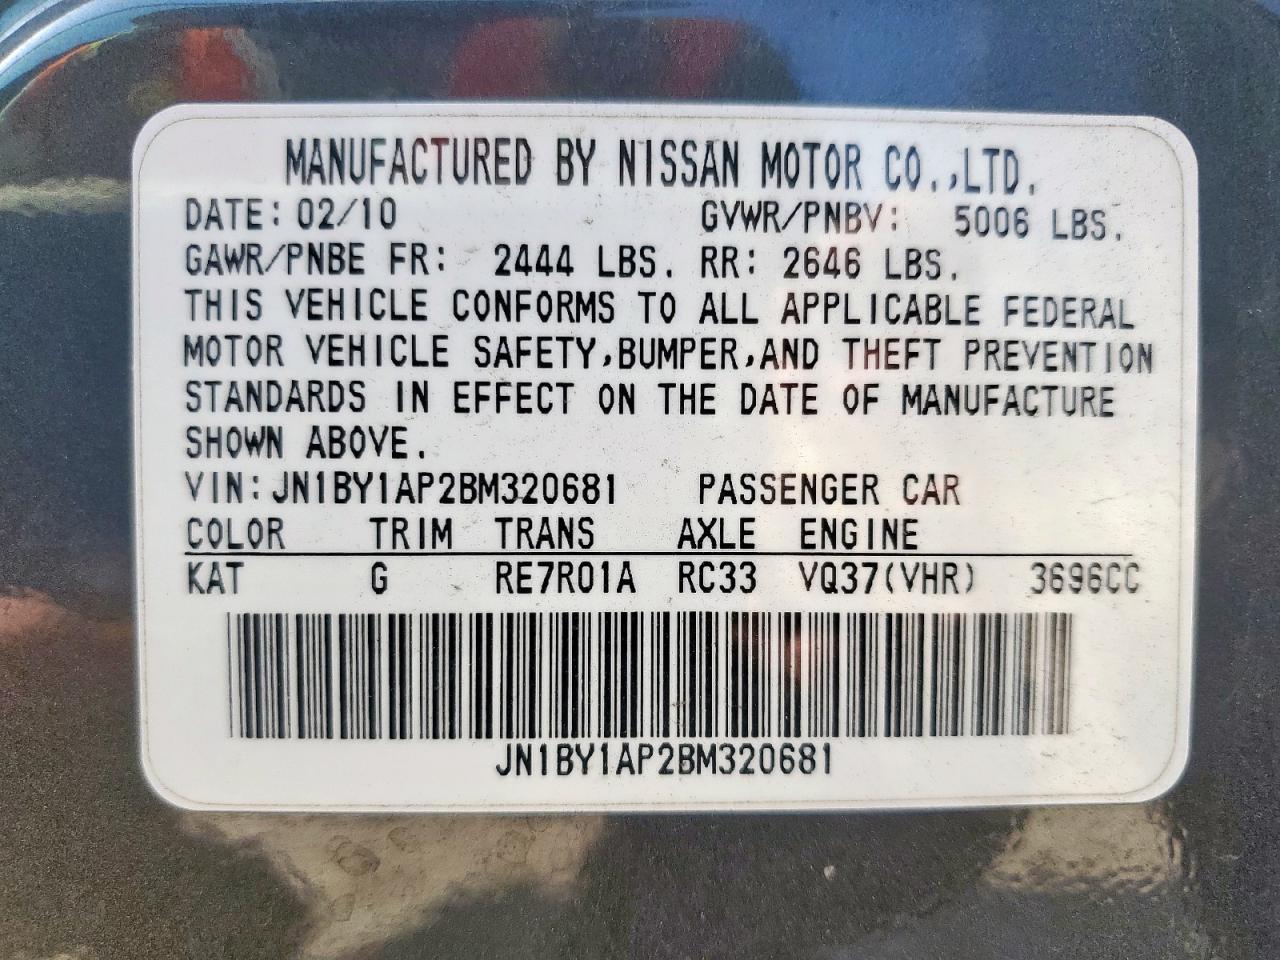 MANUFACTURED BY NISSAN MOTOR CO.,LTD.
DATE: 02/10 GVWR/PNBV: 5006 LBS.
GAWR/PNBE FR: 2444 LBS. RR: 2646 LBS.
THIS VEHICLE CONFORMS TO ALL APPLICABLE FEDERAL
MOTOR VEHICLE SAFETY,BUMPER,AND THEFT PREVENTION
STANDARDS IN EFFECT ON THE DATE OF MANUFACTURE
SHOWN ABOVE.
VIN: JN1BY1AP2BM320681 PASSENGER CAR
COLOR TRIM TRANS AXLE ENGINE
KAT G RE7R01A RC33 VQ37(VHR) 3696CC
JN1BY1AP2BM320681